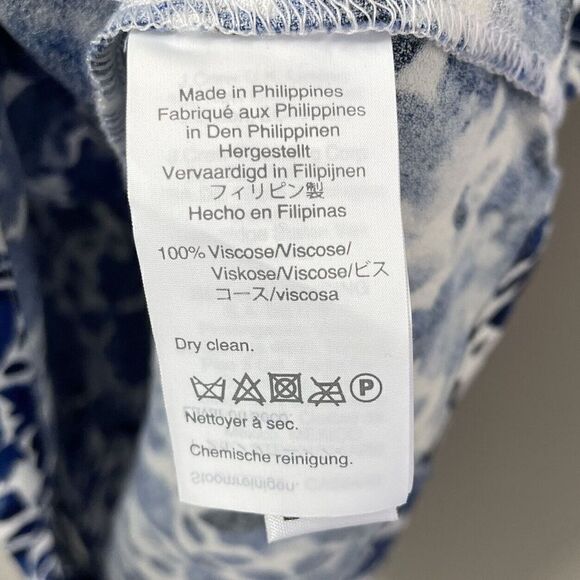 Made in Philippines
Fabriqué aux Philippines
in Den Philippinen
Hergestellt
Vervaardigd in Filipijnen
フィリピン製
Hecho en Filipinas
100% Viscose/Viscose/
Viskose/Viscose/ビス
コース/viscosa
Dry clean.
P
Nettoyer à sec.
Chemische reinigung.
Stoomreinigen.